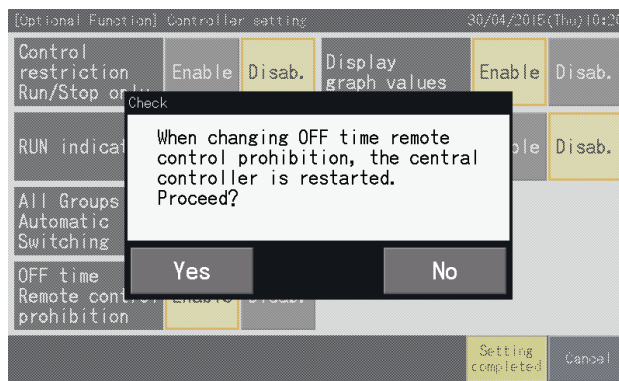 [Optional Function] Controller setting 30/04/2015(Thu)10:20
Control
restriction
Run/Stop only
Enable Disab.
Display
graph values
Enable Disab.
Check
When changing OFF time remote
control prohibition, the central
controller is restarted.
Proceed?
Yes No
RUN indicat
ble Disab.
All Groups
Automatic
Switching
OFF time
Remote control
prohibition
Enable Disab.
Setting
completed
Cancel